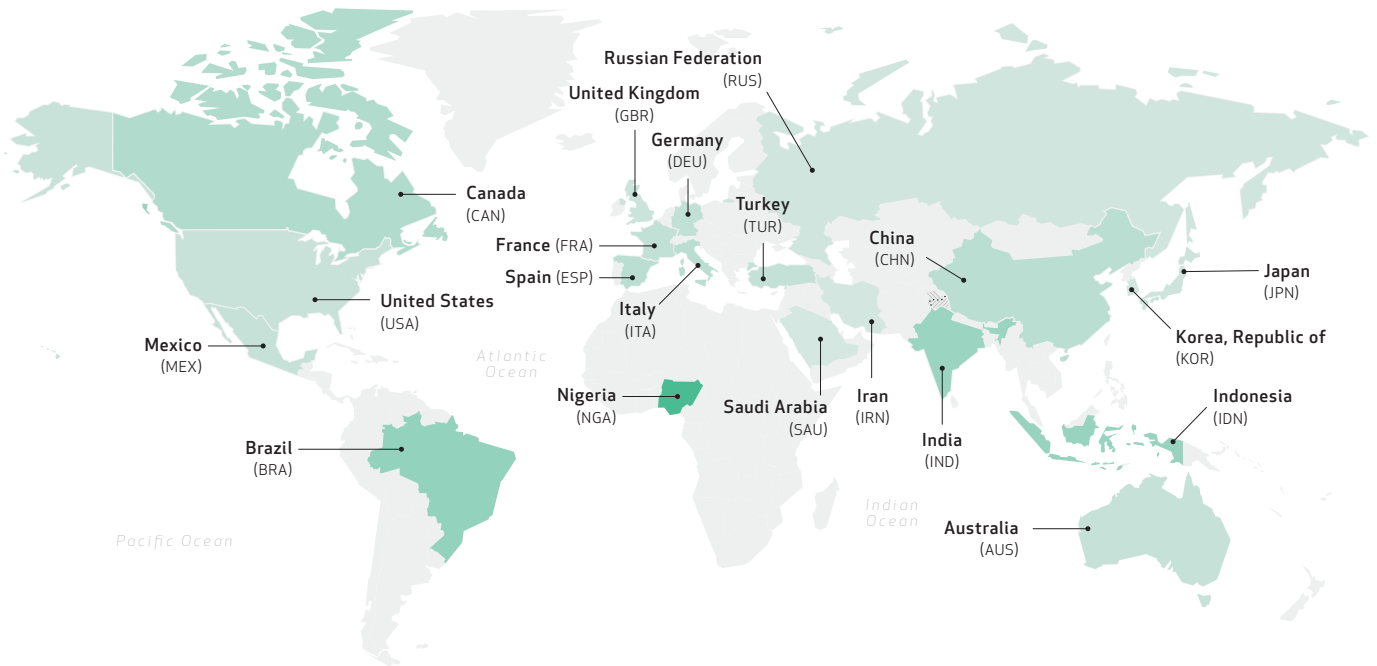 Russian Federation
(RUS)
United Kingdom
(GBR)
Germany
(DEU)
Canada
(CAN)
Turkey
(TUR)
France (FRA)
China
(CHN)
Spain (ESP)
Japan
(JPN)
United States
(USA)
Italy
(ITA)
Korea, Republic of
(KOR)
Mexico
(MEX)
Atlantic
Ocean
Nigeria
(NGA)
Saudi Arabia
(SAU)
Iran
(IRN)
Indonesia
(IDN)
India
(IND)
Brazil
(BRA)
Indian
Ocean
Australia
(AUS)
Pacific Ocean